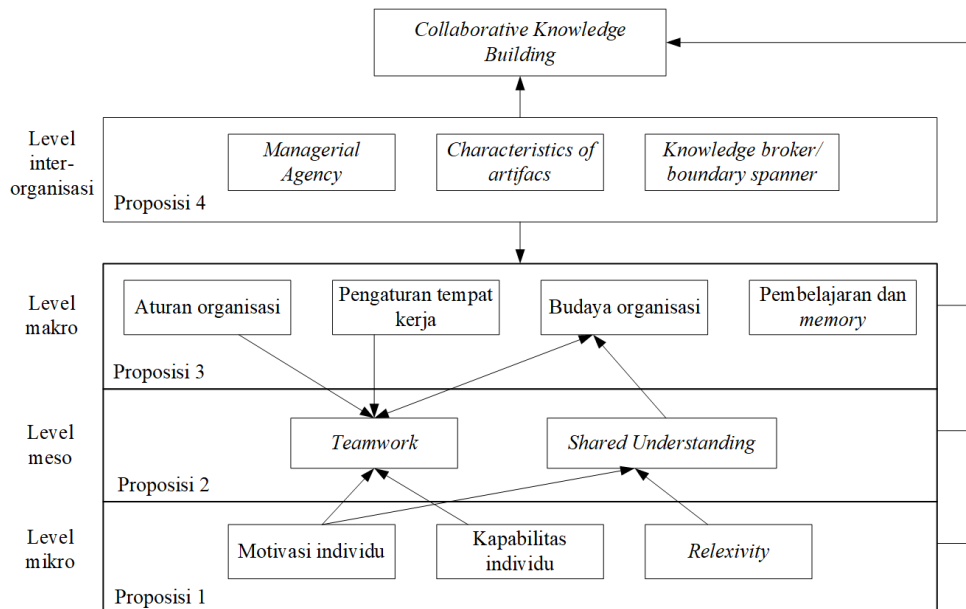 Collaborative Knowledge
Building
Level
inter-
organisasi
Managerial
Agency
Characteristics of
artifacs
Knowledge broker/
boundary spanner
Proposisi 4
Level
makro
Aturan organisasi
Pengaturan tempat
kerja
Budaya organisasi
Pembelajaran dan
memory
Proposisi 3
Level
meso
Teamwork
Shared Understanding
Proposisi 2
Level
mikro
Motivasi individu
Kapabilitas
individu
Relexivity
Proposisi 1